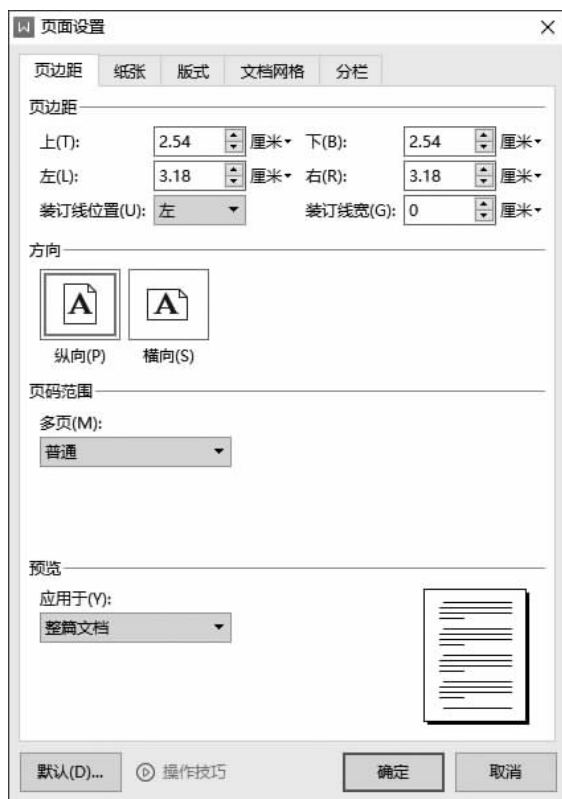 W 页面设置
页边距 纸张 版式 文档网格 分栏
页边距
上(T): 2.54 厘米 下(B): 2.54 厘米
左(L): 3.18 厘米 右(R): 3.18 厘米
装订线位置(U): 左 装订线宽(G): 0 厘米
方向
A A
纵向(P) 横向(S)
页码范围
多页(M):
普通
预览
应用于(Y):
整篇文档
默认(D)... 操作技巧 确定 取消